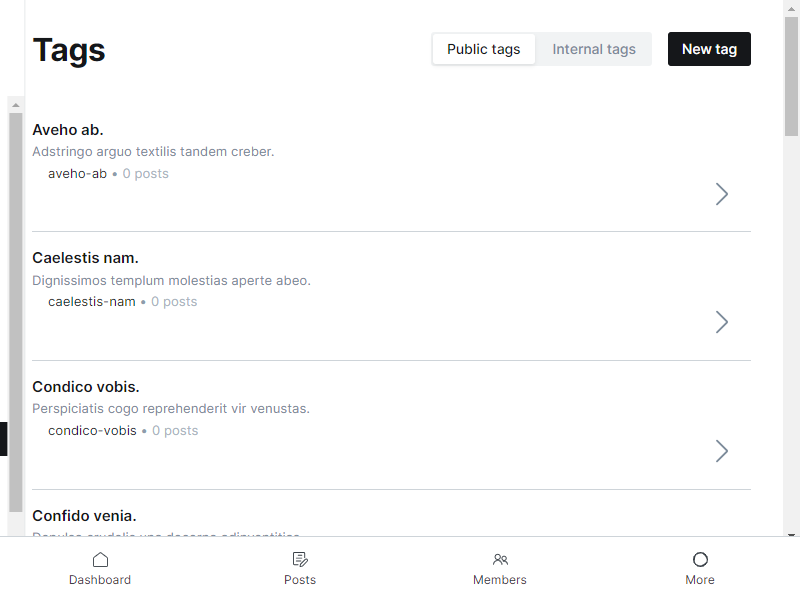 Tags
Public tags
Internal tags
New tag
Aveho ab.
Adstringo arguo textilis tandem creber.
aveho-ab • 0 posts
Caelestis nam.
Dignissimos templum molestias aperte abeo.
caelestis-nam • 0 posts
Condico vobis.
Perspiciatis cogo reprehenderit vir venustas.
condico-vobis • 0 posts
Confido venia.
Dashboard
Posts
Members
More